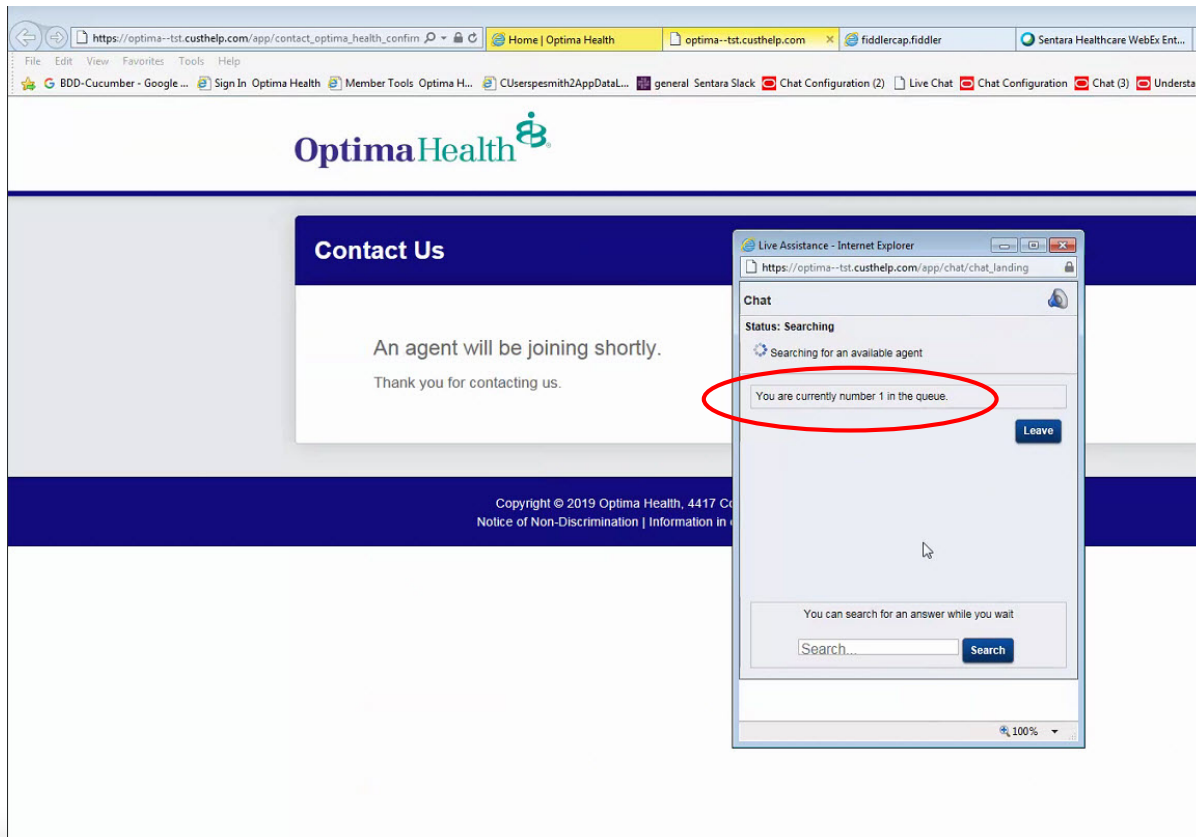 https://optima--tst.custhelp.com/app/contact_optima_health_confirn
Home | Optima Health
optima--tst.custhelp.com
fiddlercap.fiddler
Sentara Healthcare WebEx Ent...
File Edit View Favorites Tools Help
BDD-Cucumber - Google ... Sign In Optima Health Member Tools Optima H... CUserspesmith2AppDataL... general Sentara Slack Chat Configuration (2) Live Chat Chat Configuration Chat (3) Understa
OptimaHealth
Contact Us
An agent will be joining shortly.
Thank you for contacting us.
Live Assistance - Internet Explorer
https://optima--tst.custhelp.com/app/chat/chat_landing
Chat
Status: Searching
Searching for an available agent
You are currently number 1 in the queue.
Leave
You can search for an answer while you wait
Search...
Search
100%
Copyright © 2019 Optima Health, 4417
Notice of Non-Discrimination | Information in